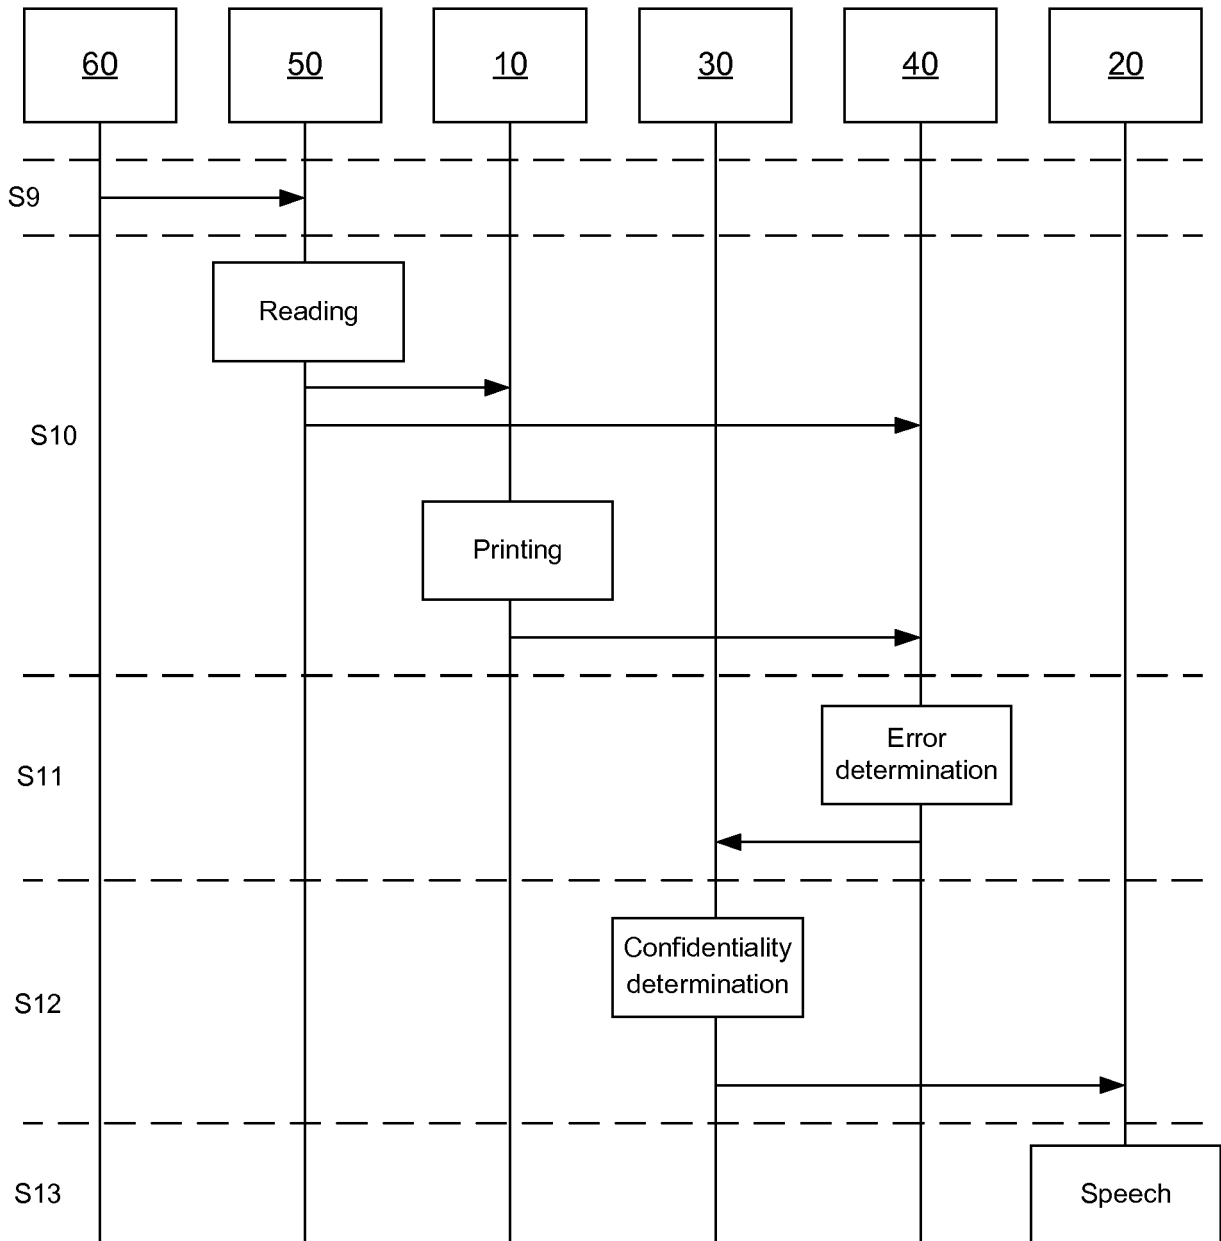 60 50 10 30 40 20
S9
Reading
S10
Printing
Error
determination
S11
Confidentiality
determination
S12
S13 Speech